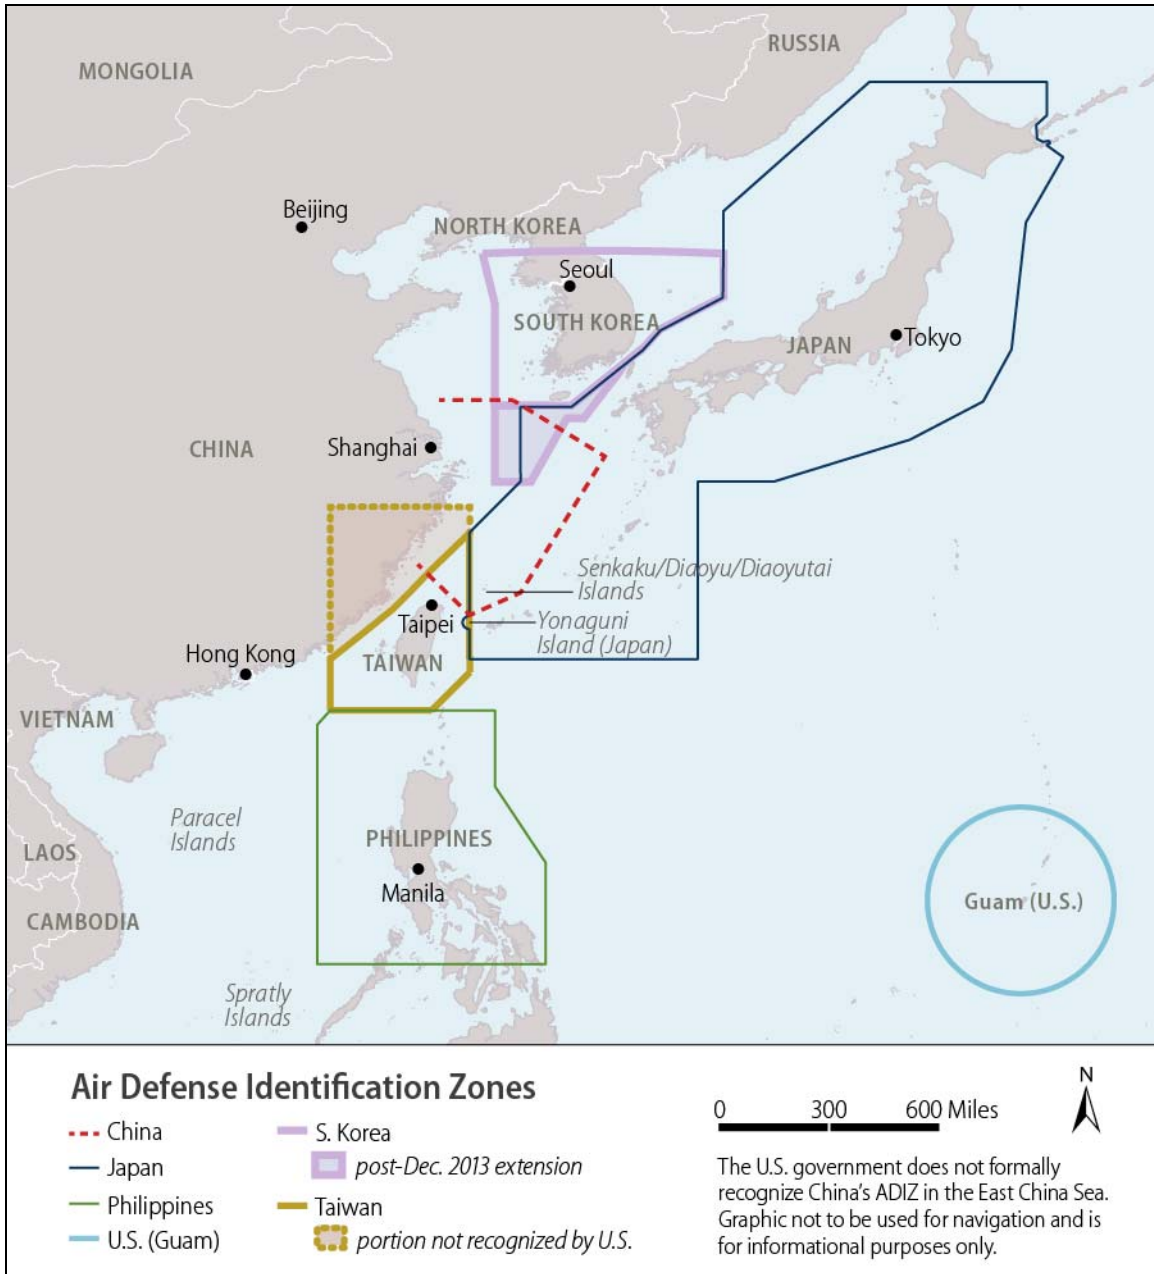 RUSSIA
MONGOLIA
Beijing
NORTH KOREA
Seoul
SOUTH KOREA
JAPAN
Tokyo
CHINA
Shanghai
Senkaku/Diaoyu/Diaoyutai
Islands
Taipei
Yonaguni
Island (Japan)
Hong Kong
TAIWAN
VIETNAM
Paracel
Islands
PHILIPPINES
LAOS
Manila
Guam (U.S.)
CAMBODIA
Spratly
Islands
Air Defense Identification Zones
China
Japan
Philippines
U.S. (Guam)
S. Korea
post-Dec. 2013 extension
Taiwan
portion not recognized by U.S.
0 300 600 Miles
N
The U.S. government does not formally
recognize China's ADIZ in the East China Sea.
Graphic not to be used for navigation and is
for informational purposes only.